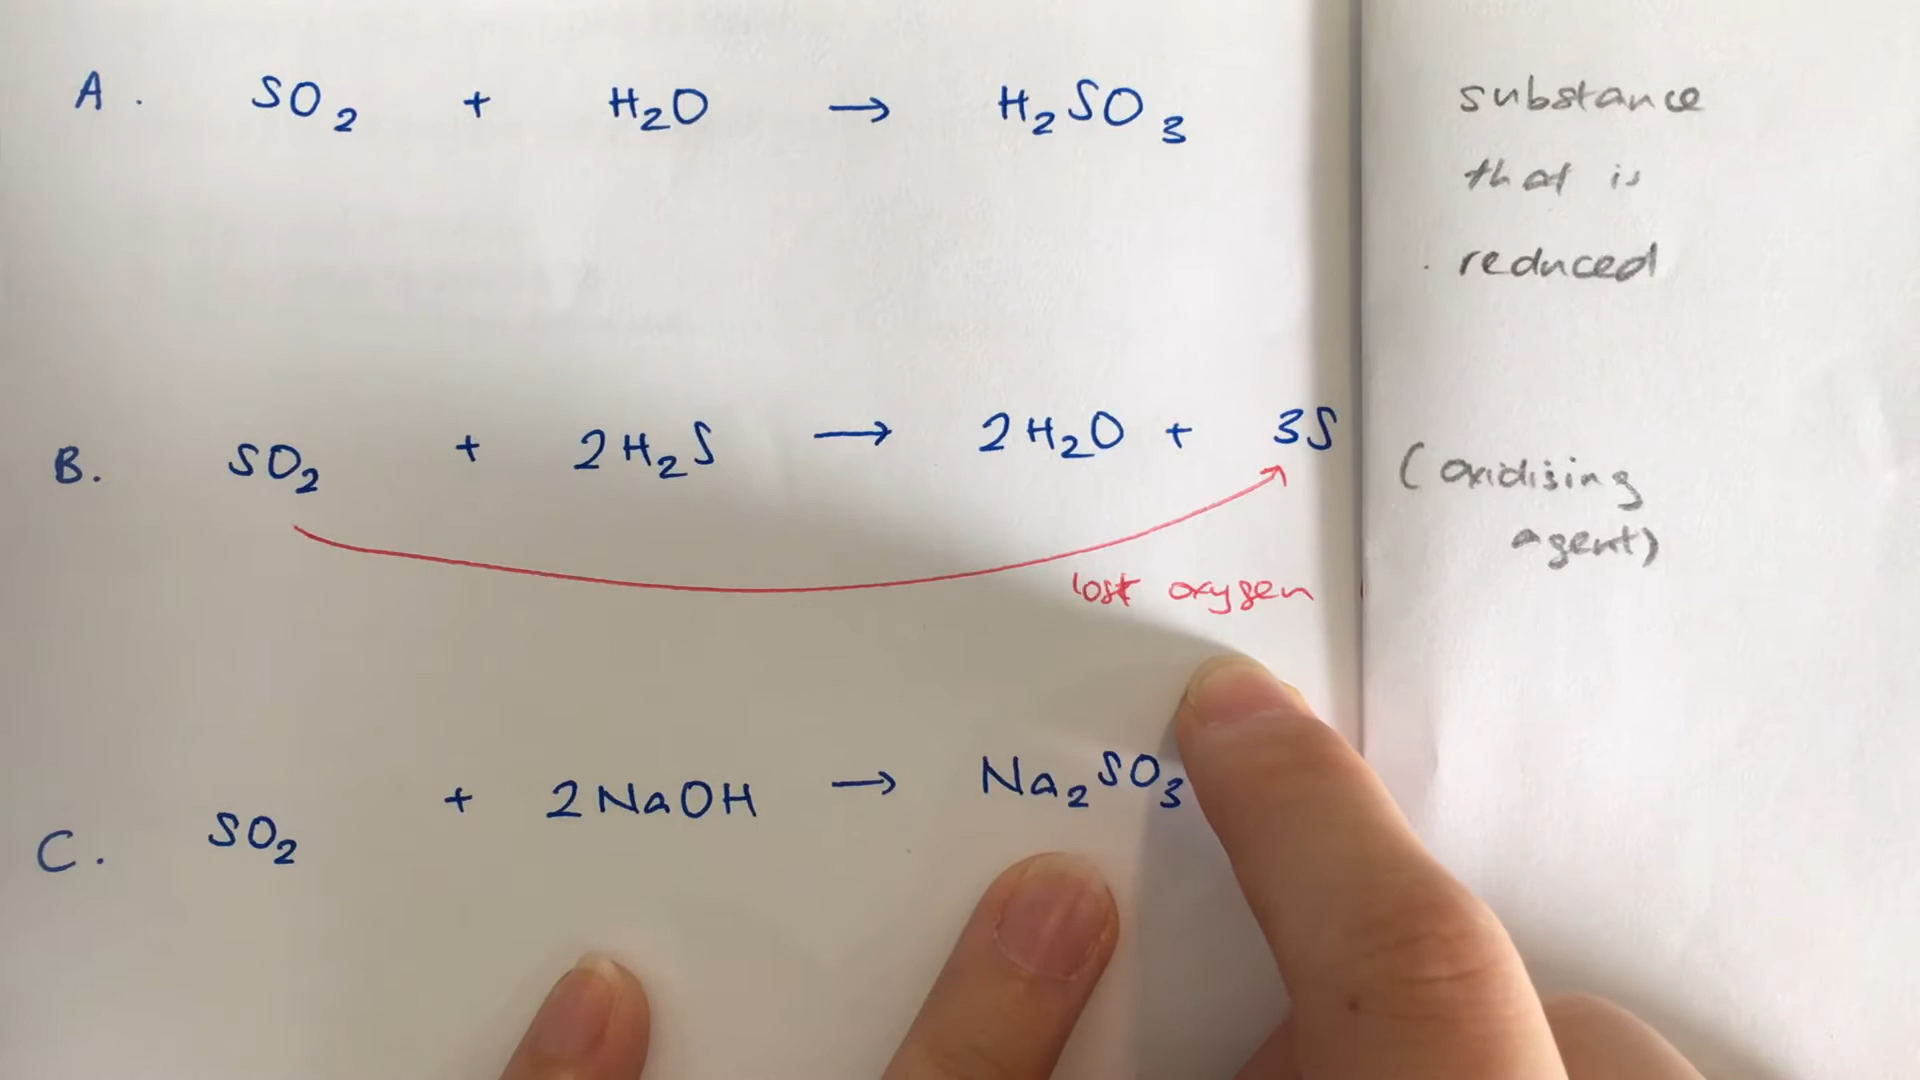 A. SO₂ + H₂O → H₂SO₃
substance
that is
reduced
B. SO₂ + 2H₂S → 2H₂O + 3S
(oxidising
agent)
lost oxygen
C. SO₂ + 2NaOH → Na₂SO₃